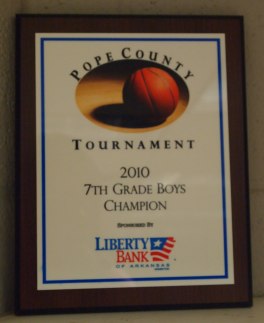 POPE COUNTY
TOURNAMENT
2010
7TH GRADE BOYS
CHAMPION
SPONSORED BY
LIBERTY
BANK
OF ARKANSAS